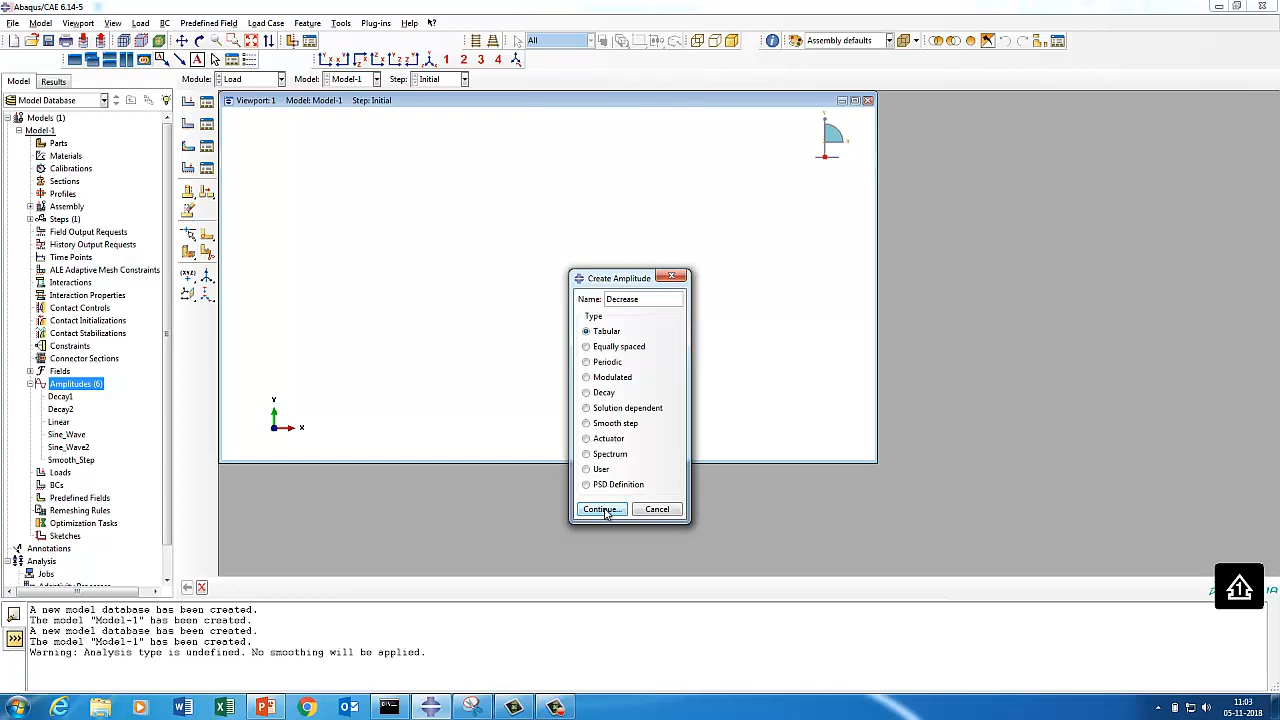 Abaqus/CAE 6.14-5
File Model Viewport View Load BC Predefined Field Load Case Feature Tools Plug-ins Help
All
Assembly defaults
1 2 3 4
Model Results
Module: Load Model: Model-1 Step: Initial
Model Database
Viewport: 1 Model: Model-1 Step: Initial
Models (1)
Model-1
Parts
Materials
Calibrations
Sections
Profiles
Assembly
Steps (1)
Field Output Requests
History Output Requests
Time Points
ALE Adaptive Mesh Constraints
Interactions
Interaction Properties
Contact Controls
Contact Initializations
Contact Stabilizations
Constraints
Connector Sections
Fields
Amplitudes (6)
Decay1
Decay2
Linear
Sine_Wave
Sine_Wave2
Smooth_Step
Loads
BCs
Predefined Fields
Remeshing Rules
Optimization Tasks
Sketches
Annotations
Analysis
Jobs
Y
X
Create Amplitude
Name: Decrease
Type
Tabular
Equally spaced
Periodic
Modulated
Decay
Solution dependent
Smooth step
Actuator
Spectrum
User
PSD Definition
Continue... Cancel
1
A new model database has been created.
The model "Model-1" has been created.
A new model database has been created.
The model "Model-1" has been created.
Warning: Analysis type is undefined. No smoothing will be applied.
11:03
05-11-2018